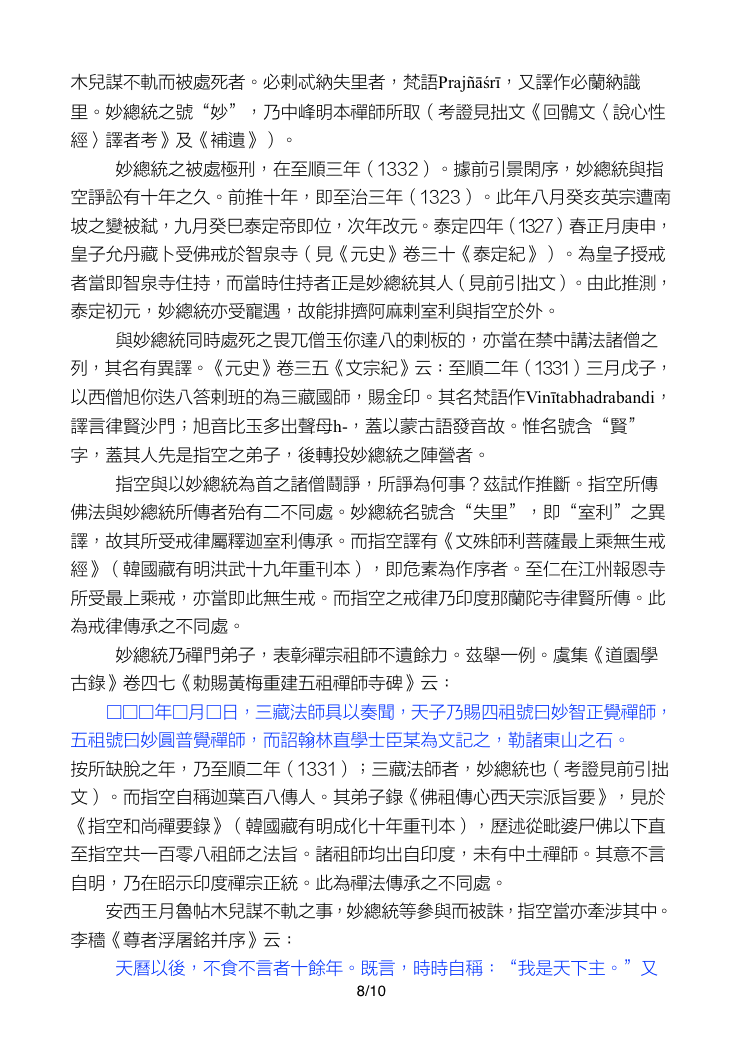 木兒謀不軌而被處死者。必剌忒納失里者，梵語Prajñāśrī，又譯作必蘭納識
里。妙總統之號“妙”，乃中峰明本禪師所取（考證見拙文《回鶻文〈說心性
經〉譯者考》及《補遺》）。
妙總統之被處極刑，在至順三年（1332）。據前引景閑序，妙總統與指
空諍訟有十年之久。前推十年，即至治三年（1323）。此年八月癸亥英宗遭南
坡之變被弒，九月癸巳泰定帝即位，次年改元。泰定四年（1327）春正月庚申，
皇子允丹藏卜受佛戒於智泉寺（見《元史》卷三十《泰定紀》）。為皇子授戒
者當即智泉寺住持，而當時住持者正是妙總統其人（見前引拙文）。由此推測，
泰定初元，妙總統亦受寵遇，故能排擠阿麻剌室利與指空於外。
與妙總統同時處死之畏兀僧玉你達八的剌板的，亦當在禁中講法諸僧之
列，其名有異譯。《元史》卷三五《文宗紀》云：至順二年（1331）三月戊子，
以西僧旭你迭八答剌班的為三藏國師，賜金印。其名梵語作Vinītabhadrabandi，
譯言律賢沙門；旭音比玉多出聲母h-，蓋以蒙古語發音故。惟名號含“賢”
字，蓋其人先是指空之弟子，後轉投妙總統之陣營者。
指空與以妙總統為首之諸僧鬪諍，所諍為何事？茲試作推斷。指空所傳
佛法與妙總統所傳者殆有二不同處。妙總統名號含“失里”，即“室利”之異
譯，故其所受戒律屬釋迦室利傳承。而指空譯有《文殊師利菩薩最上乘無生戒
經》（韓國藏有明洪武十九年重刊本），即危素為作序者。至仁在江州報恩寺
所受最上乘戒，亦當即此無生戒。而指空之戒律乃印度那蘭陀寺律賢所傳。此
為戒律傳承之不同處。
妙總統乃禪門弟子，表彰禪宗祖師不遺餘力。茲舉一例。虞集《道園學
古錄》卷四七《勅賜黃梅重建五祖禪師寺碑》云：
□□□年□月□日，三藏法師具以奏聞，天子乃賜四祖號曰妙智正覺禪師，
五祖號曰妙圓普覺禪師，而詔翰林直學士臣某為文記之，勒諸東山之石。
按所缺脫之年，乃至順二年（1331）；三藏法師者，妙總統也（考證見前引拙
文）。而指空自稱迦葉百八傳人。其弟子錄《佛祖傳心西天宗派旨要》，見於
《指空和尚禪要錄》（韓國藏有明成化十年重刊本），歷述從毗婆尸佛以下直
至指空共一百零八祖師之法旨。諸祖師均出自印度，未有中土禪師。其意不言
自明，乃在昭示印度禪宗正統。此為禪法傳承之不同處。
安西王月魯帖木兒謀不軌之事，妙總統等參與而被誅，指空當亦牽涉其中。
李穡《尊者浮屠銘并序》云：
天曆以後，不食不言者十餘年。既言，時時自稱：“我是天下主。”又
8/10